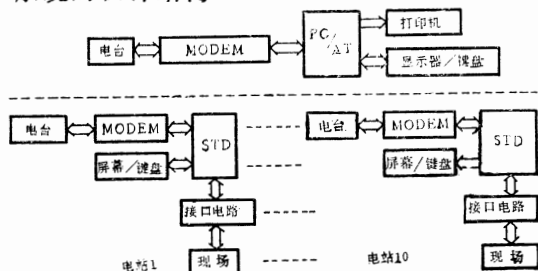 打印机
电台 MODEM PC/AT
显示器/键盘
电台 MODEM STD 电台 MODEM STD
屏幕/键盘 屏幕/键盘
接口电路 接口电路
电站1 现场 电站10 现场